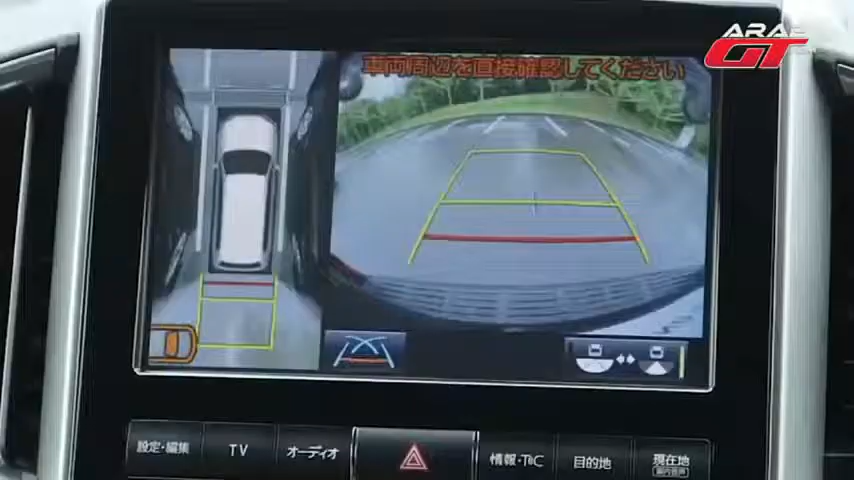 ARAB
GT
車両周辺を直接確認してください
設定・編集
TV
オーディオ
情報・T&C
目的地
現在地